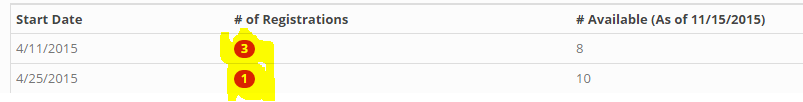 Start Date # of Registrations # Available (As of 11/15/2015)
4/11/2015 3 8
4/25/2015 1 10